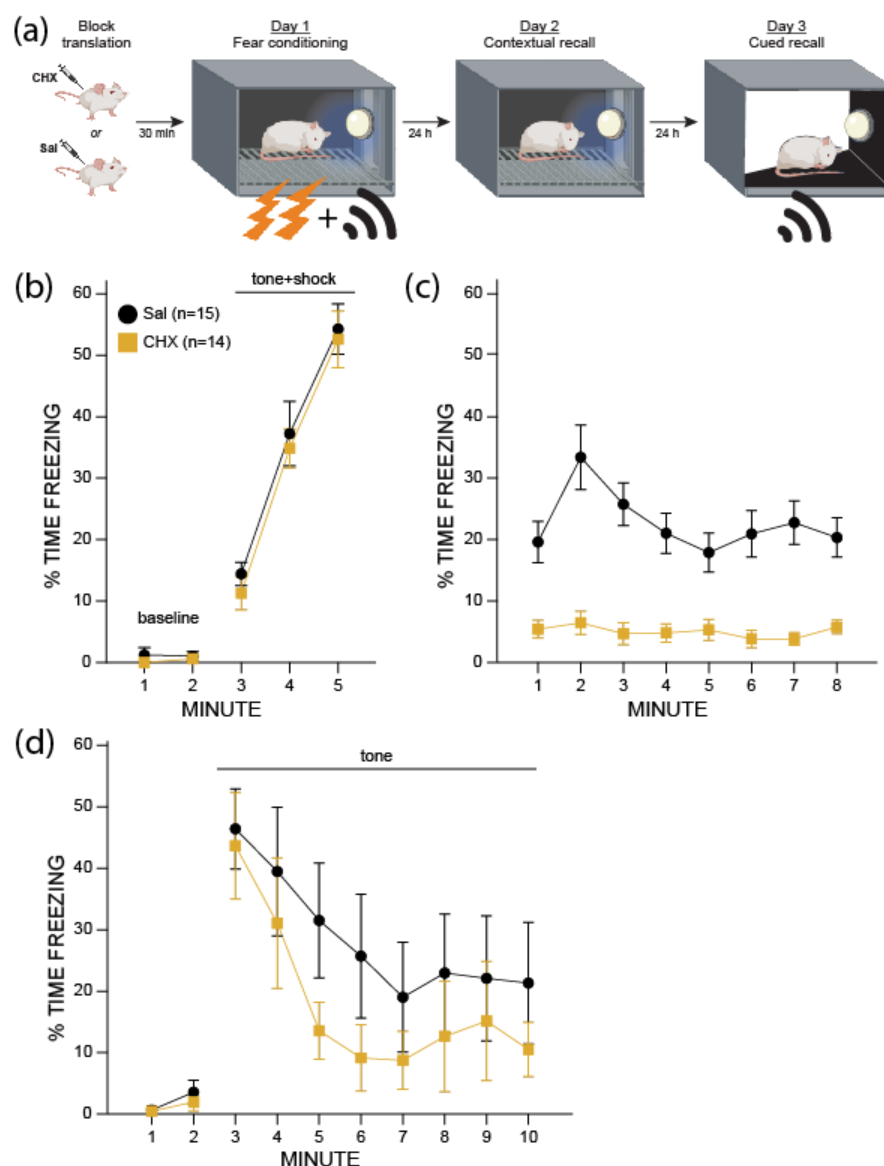 (a)
Block
translation
CHX
or
Sal
30 min
Day 1
Fear conditioning
+
24 h
Day 2
Contextual recall
24 h
Day 3
Cued recall
(b)
tone+shock
60
50
40
30
20
10
0
% TIME FREEZING
Sal (n=15)
CHX (n=14)
baseline
1 2 3 4 5
MINUTE
(c)
60
50
40
30
20
10
0
% TIME FREEZING
1 2 3 4 5 6 7 8
MINUTE
(d)
tone
60
50
40
30
20
10
0
% TIME FREEZING
1 2 3 4 5 6 7 8 9 10
MINUTE